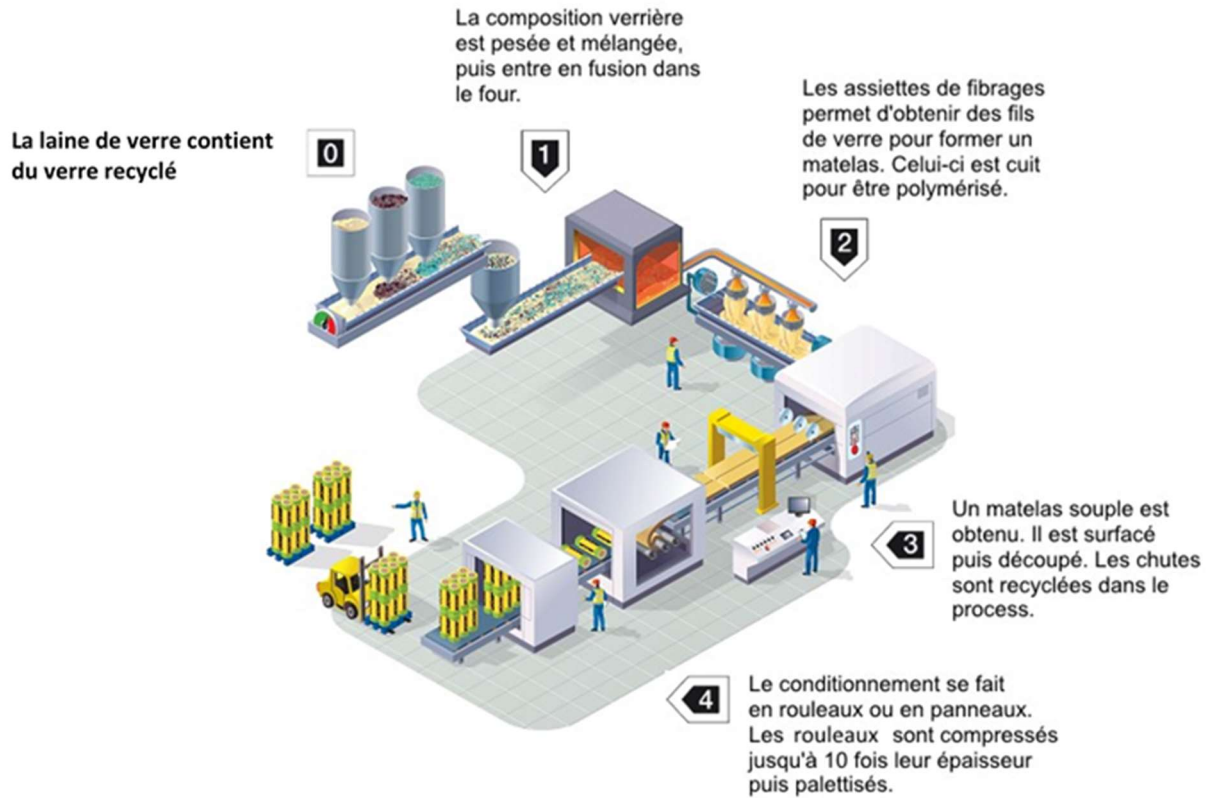 La composition verrière
est pesée et mélangée,
puis entre en fusion dans
le four.
La laine de verre contient
du verre recyclé
0
1
Les assiettes de fibrages
permet d'obtenir des fils
de verre pour former un
matelas. Celui-ci est cuit
pour être polymérisé.
2
3
Un matelas souple est
obtenu. Il est surfacé
puis découpé. Les chutes
sont recyclées dans le
process.
4
Le conditionnement se fait
en rouleaux ou en panneaux.
Les rouleaux sont compressés
jusqu'à 10 fois leur épaisseur
puis palettisés.